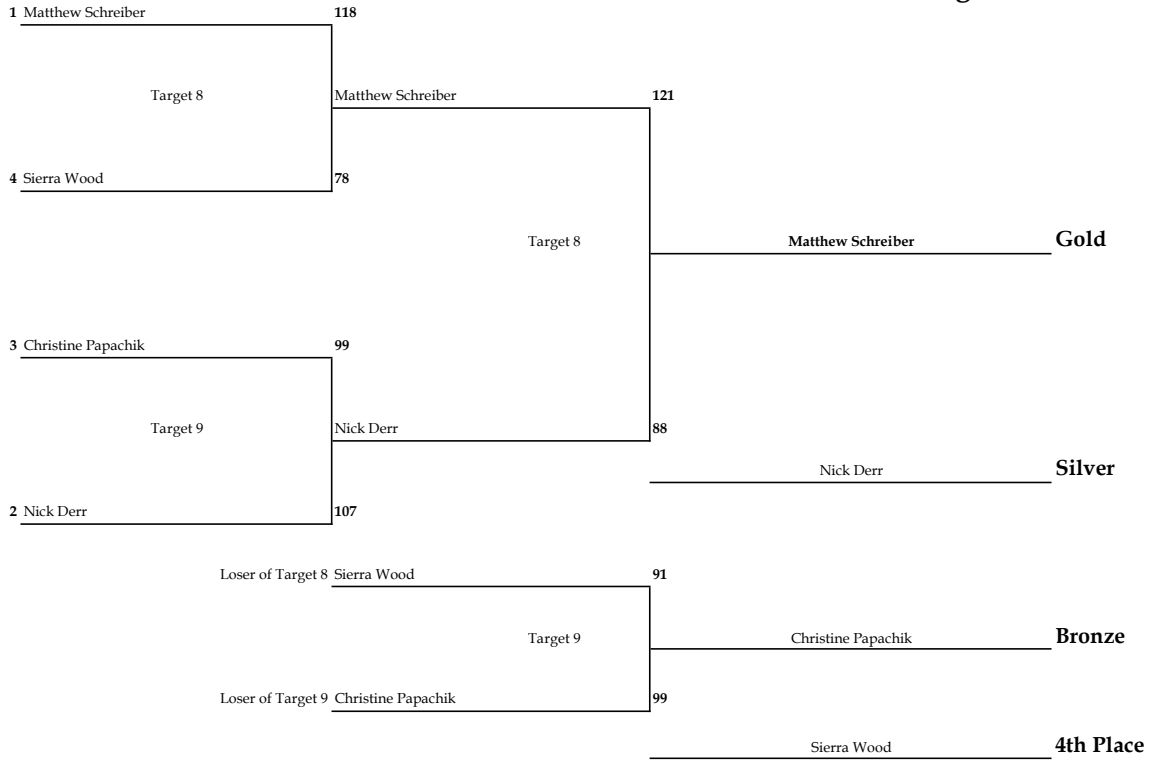 1 Matthew Schreiber 118
Target 8 Matthew Schreiber 121
4 Sierra Wood 78
Target 8 Matthew Schreiber Gold
3 Christine Papachik 99
Target 9 Nick Derr 88
Nick Derr Silver
2 Nick Derr 107
Loser of Target 8 Sierra Wood 91
Target 9 Christine Papachik Bronze
Loser of Target 9 Christine Papachik 99
Sierra Wood 4th Place